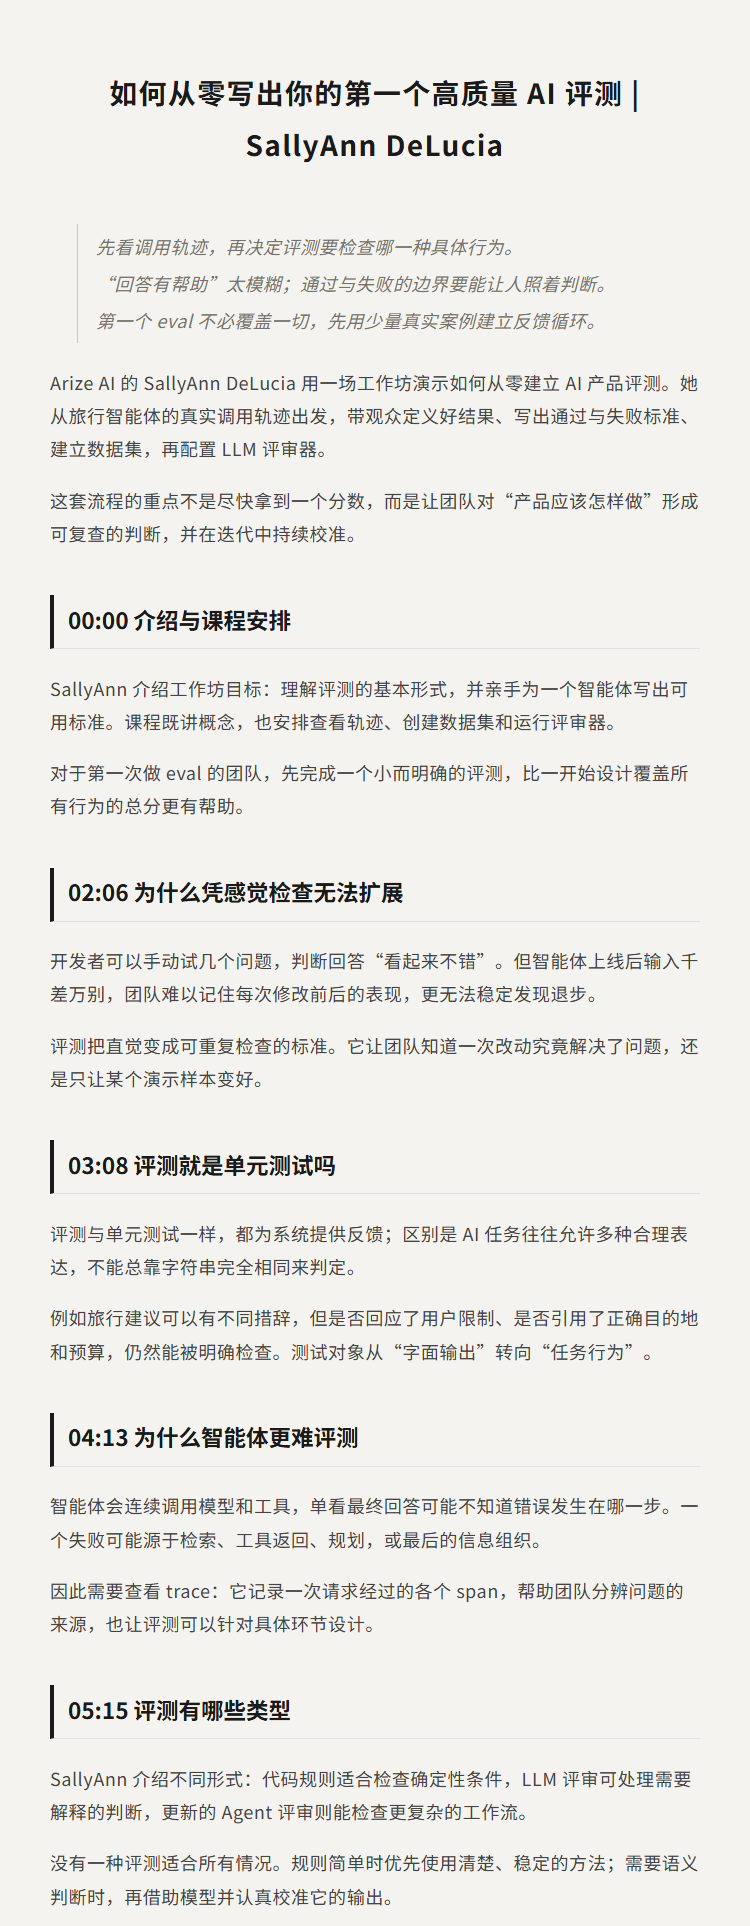 如何从零写出你的第一个高质量 AI 评测 |
SallyAnn DeLucia
先看调用轨迹，再决定评测要检查哪一种具体行为。
“回答有帮助”太模糊；通过与失败的边界要能让人照着判断。
第一个 eval 不必覆盖一切，先用少量真实案例建立反馈循环。
Arize AI 的 SallyAnn DeLucia 用一场工作坊演示如何从零建立 AI 产品评测。她
从旅行智能体的真实调用轨迹出发，带观众定义好结果、写出通过与失败标准、
建立数据集，再配置 LLM 评审器。
这套流程的重点不是尽快拿到一个分数，而是让团队对“产品应该怎样做”形成
可复查的判断，并在迭代中持续校准。
00:00 介绍与课程安排
SallyAnn 介绍工作坊目标：理解评测的基本形式，并亲手为一个智能体写出可
用标准。课程既讲概念，也安排查看轨迹、创建数据集和运行评审器。
对于第一次做 eval 的团队，先完成一个小而明确的评测，比一开始设计覆盖所
有行为的总分更有帮助。
02:06 为什么凭感觉检查无法扩展
开发者可以手动试几个问题，判断回答“看起来不错”。但智能体上线后输入千
差万别，团队难以记住每次修改前后的表现，更无法稳定发现退步。
评测把直觉变成可重复检查的标准。它让团队知道一次改动究竟解决了问题，还
是只让某个演示样本变好。
03:08 评测就是单元测试吗
评测与单元测试一样，都为系统提供反馈；区别是 AI 任务往往允许多种合理表
达，不能总靠字符串完全相同来判定。
例如旅行建议可以有不同措辞，但是否回应了用户限制、是否引用了正确目的地
和预算，仍然能被明确检查。测试对象从“字面输出”转向“任务行为”。
04:13 为什么智能体更难评测
智能体会连续调用模型和工具，单看最终回答可能不知道错误发生在哪一步。一
个失败可能源于检索、工具返回、规划，或最后的信息组织。
因此需要查看 trace：它记录一次请求经过的各个 span，帮助团队分辨问题的
来源，也让评测可以针对具体环节设计。
05:15 评测有哪些类型
SallyAnn 介绍不同形式：代码规则适合检查确定性条件，LLM 评审可处理需要
解释的判断，更新的 Agent 评审则能检查更复杂的工作流。
没有一种评测适合所有情况。规则简单时优先使用清楚、稳定的方法；需要语义
判断时，再借助模型并认真校准它的输出。